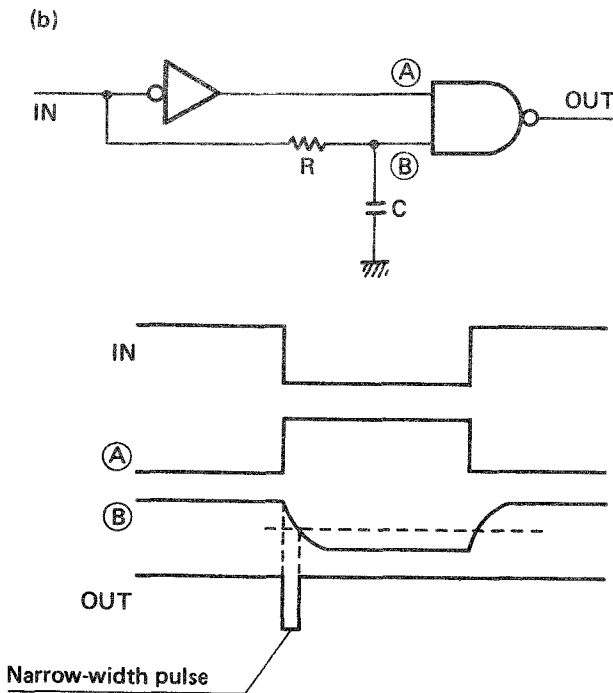 (b)
IN
Ⓐ
OUT
R
Ⓑ
C
IN
Ⓐ
Ⓑ
OUT
Narrow-width pulse